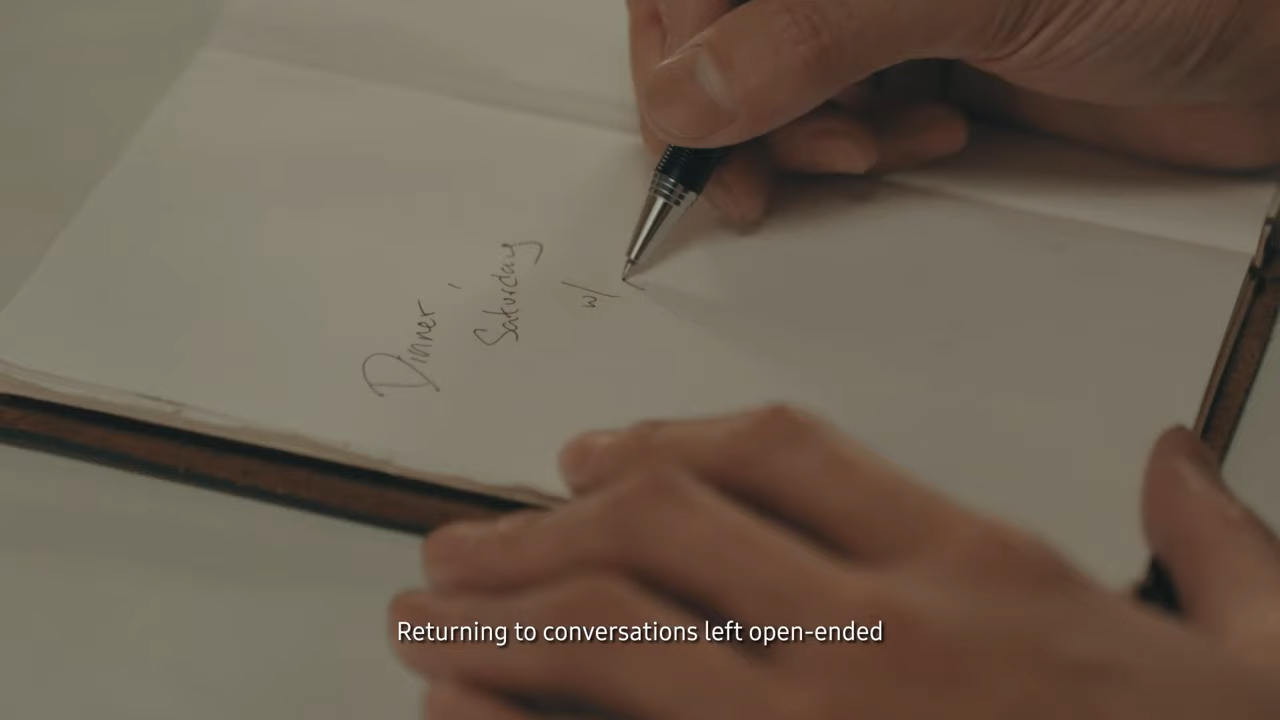 Dinner,
Saturday
w/
Returning to conversations left open-ended